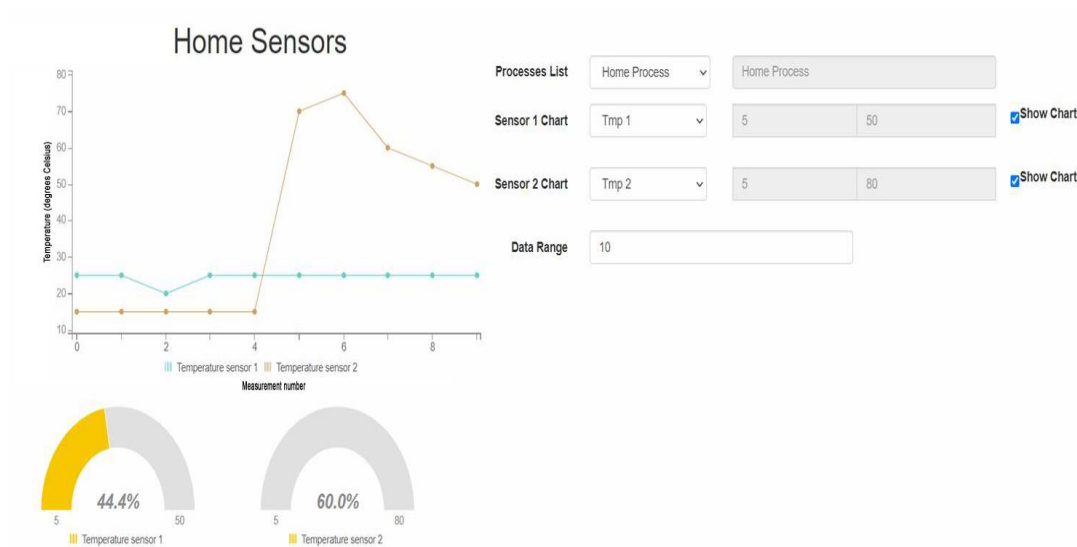 Home Sensors
80
70
60
50
40
30
20
10
Temperature (degrees Celsius)
0 2 4 6 8
Temperature sensor 1 Temperature sensor 2
Measurement number
44.4%
5 50
Temperature sensor 1
60.0%
5 80
Temperature sensor 2
Processes List Home Process Home Process
Sensor 1 Chart Tmp 1 5 50 Show Chart
Sensor 2 Chart Tmp 2 5 80 Show Chart
Data Range 10